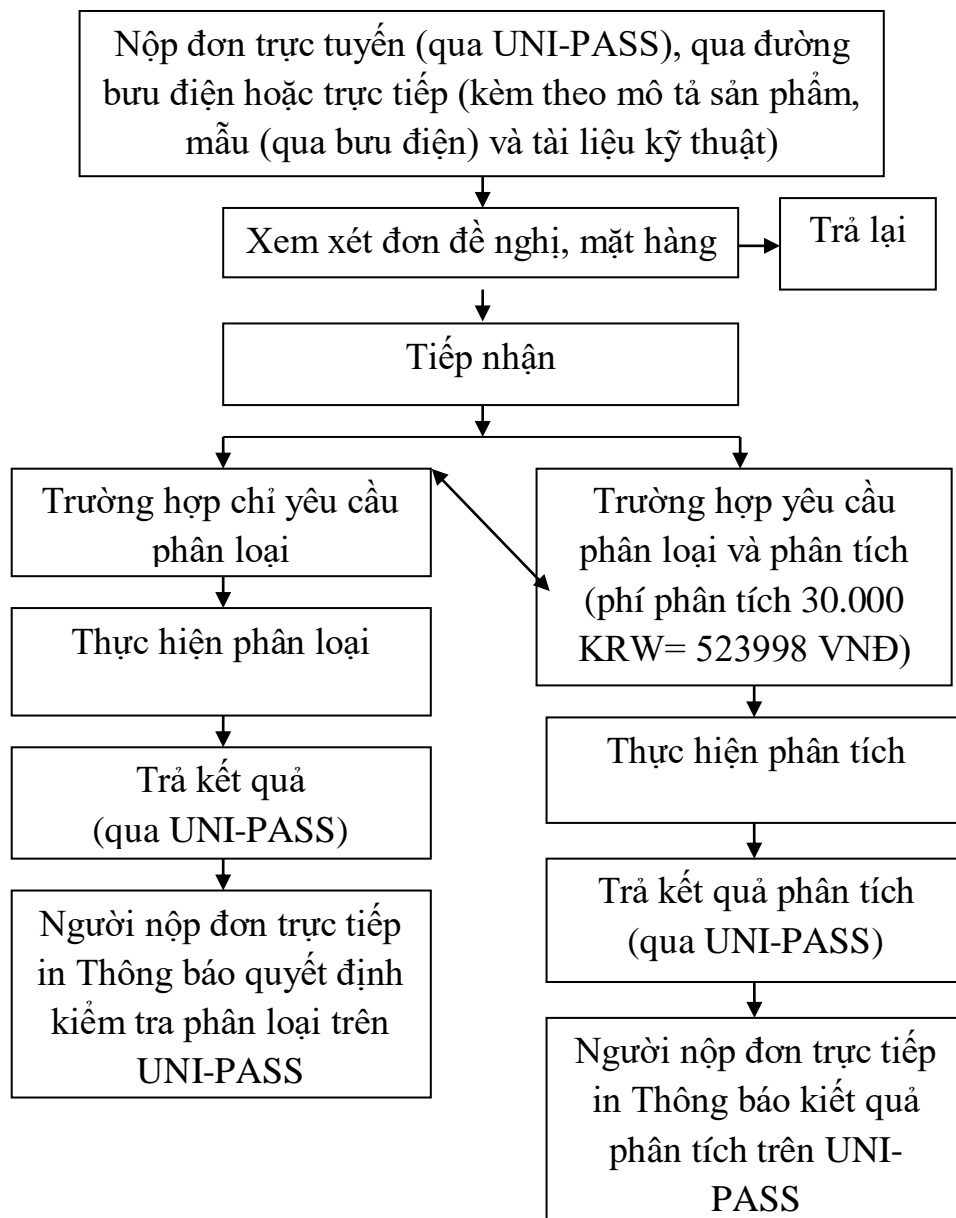 Nộp đơn trực tuyến (qua UNI-PASS), qua đường
bưu điện hoặc trực tiếp (kèm theo mô tả sản phẩm,
mẫu (qua bưu điện) và tài liệu kỹ thuật)
Xem xét đơn đề nghị, mặt hàng
Trả lại
Tiếp nhận
Trường hợp chỉ yêu cầu
phân loại
Thực hiện phân loại
Trả kết quả
(qua UNI-PASS)
Người nộp đơn trực tiếp
in Thông báo quyết định
kiểm tra phân loại trên
UNI-PASS
Trường hợp yêu cầu
phân loại và phân tích
(phí phân tích 30.000
KRW= 523998 VNĐ)
Thực hiện phân tích
Trả kết quả phân tích
(qua UNI-PASS)
Người nộp đơn trực tiếp
in Thông báo kiết quả
phân tích trên UNI-
PASS